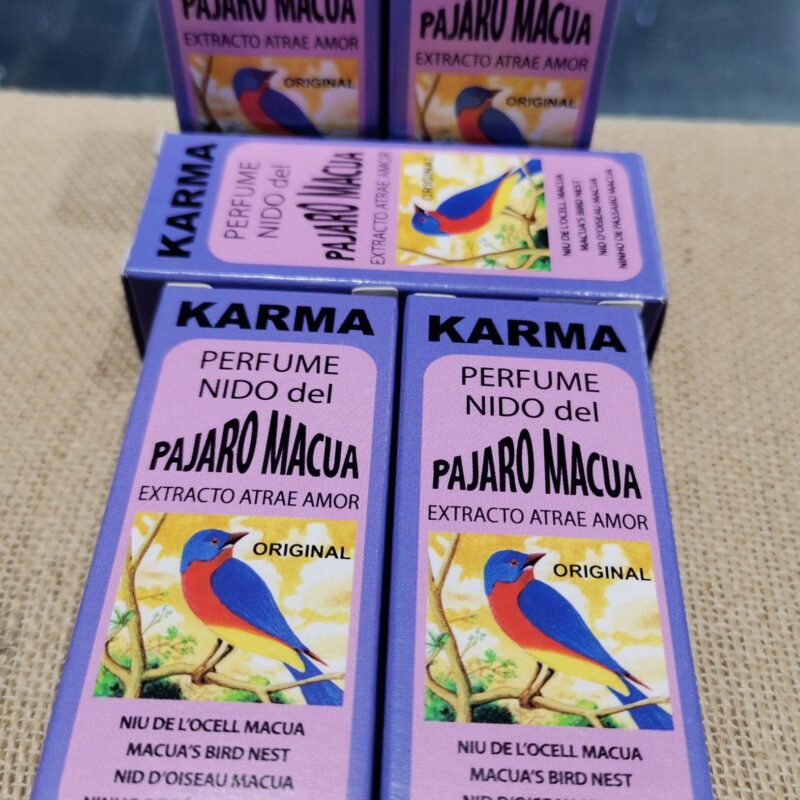 PAJARO MACUA
EXTRACTO ATRAE AMOR
ORIGINAL
PAJARO MACUA
EXTRACTO ATRAE AMOR
ORIGINAL
KARMA
PERFUME
NIDO del
PAJARO MACUA
EXTRACTO ATRAE AMOR
ORIGINAL
NIU DE L'OCELL MACUA
MACUA'S BIRD NEST
NID D'OISEAU MACUA
NINHO DE PASSARO MACUA
KARMA
PERFUME
NIDO del
PAJARO MACUA
EXTRACTO ATRAE AMOR
ORIGINAL
NIU DE L'OCELL MACUA
MACUA'S BIRD NEST
NID D'OISEAU MACUA
KARMA
PERFUME
NIDO del
PAJARO MACUA
EXTRACTO ATRAE AMOR
ORIGINAL
NIU DE L'OCELL MACUA
MACUA'S BIRD NEST